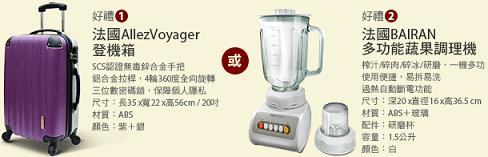 好禮1
法國AllezVoyager
登機箱
SCS認證無毒鋅合金手把
鋁合金拉桿，4輪360度全向旋轉
三位數密碼鎖，保障個人隱私
尺寸：長35 x寬22 x高56cm / 20吋
材質：ABS
顏色：紫＋銀
或
好禮2
法國BAIRAN
多功能蔬果調理機
榨汁/碎肉/碎冰/研磨，一機多功
使用便捷，易拆易洗
過熱自動斷電功能
尺寸：深20 x直徑16 x高36.5 cm
材質：ABS＋玻璃
配件：研磨杯
容量：1.5公升
顏色：白